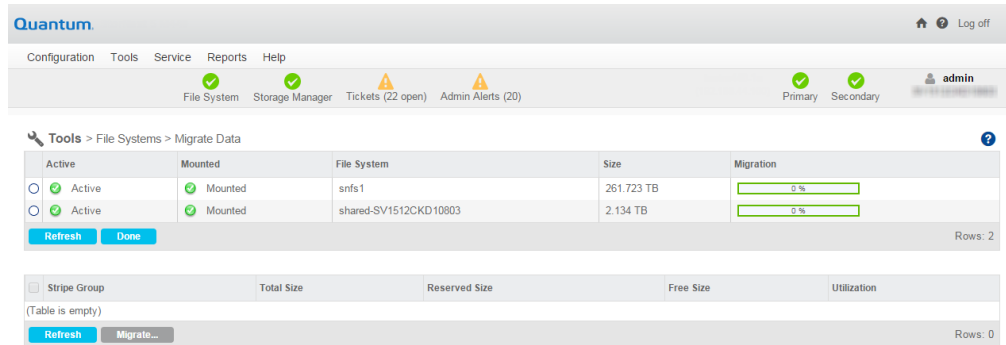 Quantum. Log off
Configuration Tools Service Reports Help
File System Storage Manager Tickets (22 open) Admin Alerts (20) Primary Secondary admin
Tools > File Systems > Migrate Data
Active Mounted File System Size Migration
Active Mounted snfs1 261.723 TB 0 %
Active Mounted shared-SV1512CKD10803 2.134 TB 0 %
Refresh Done Rows: 2
Stripe Group Total Size Reserved Size Free Size Utilization
(Table is empty)
Refresh Migrate... Rows: 0